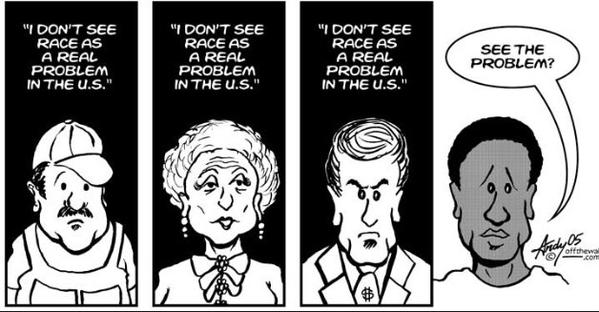 "I DON'T SEE
RACE AS
A REAL
PROBLEM
IN THE U.S."
"I DON'T SEE
RACE AS
A REAL
PROBLEM
IN THE U.S."
"I DON'T SEE
RACE AS
A REAL
PROBLEM
IN THE U.S."
$
SEE THE
PROBLEM?
Andy 05
©
.com